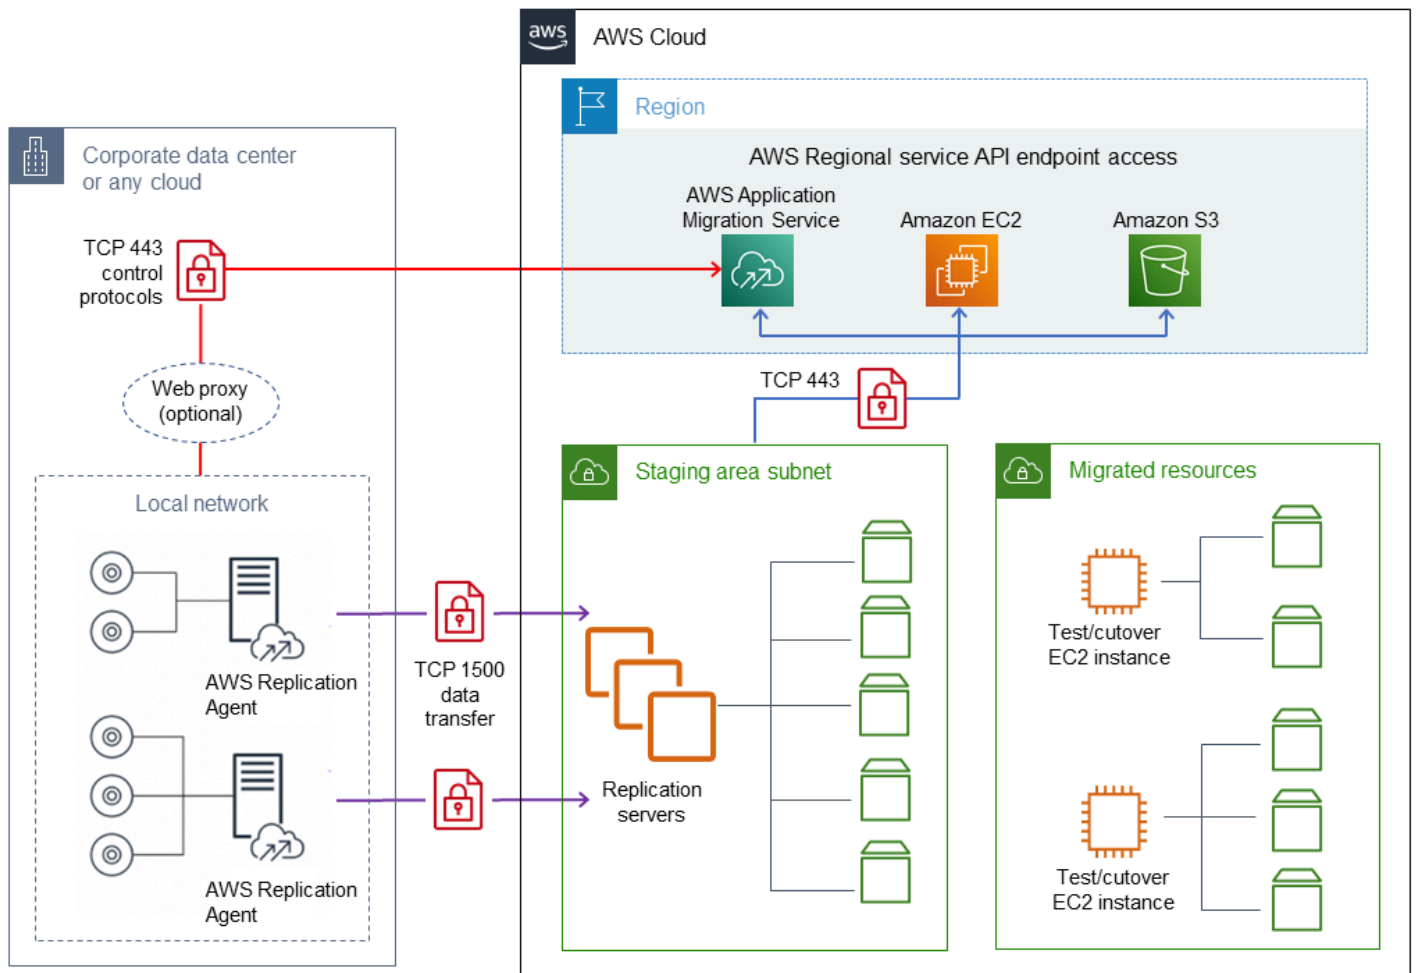 aws
AWS Cloud
Region
AWS Regional service API endpoint access
AWS Application
Migration Service
Amazon EC2
Amazon S3
Corporate data center
or any cloud
TCP 443
control
protocols
Web proxy
(optional)
TCP 443
Local network
AWS Replication
Agent
AWS Replication
Agent
TCP 1500
data
transfer
Staging area subnet
Replication
servers
Migrated resources
Test/cutover
EC2 instance
Test/cutover
EC2 instance